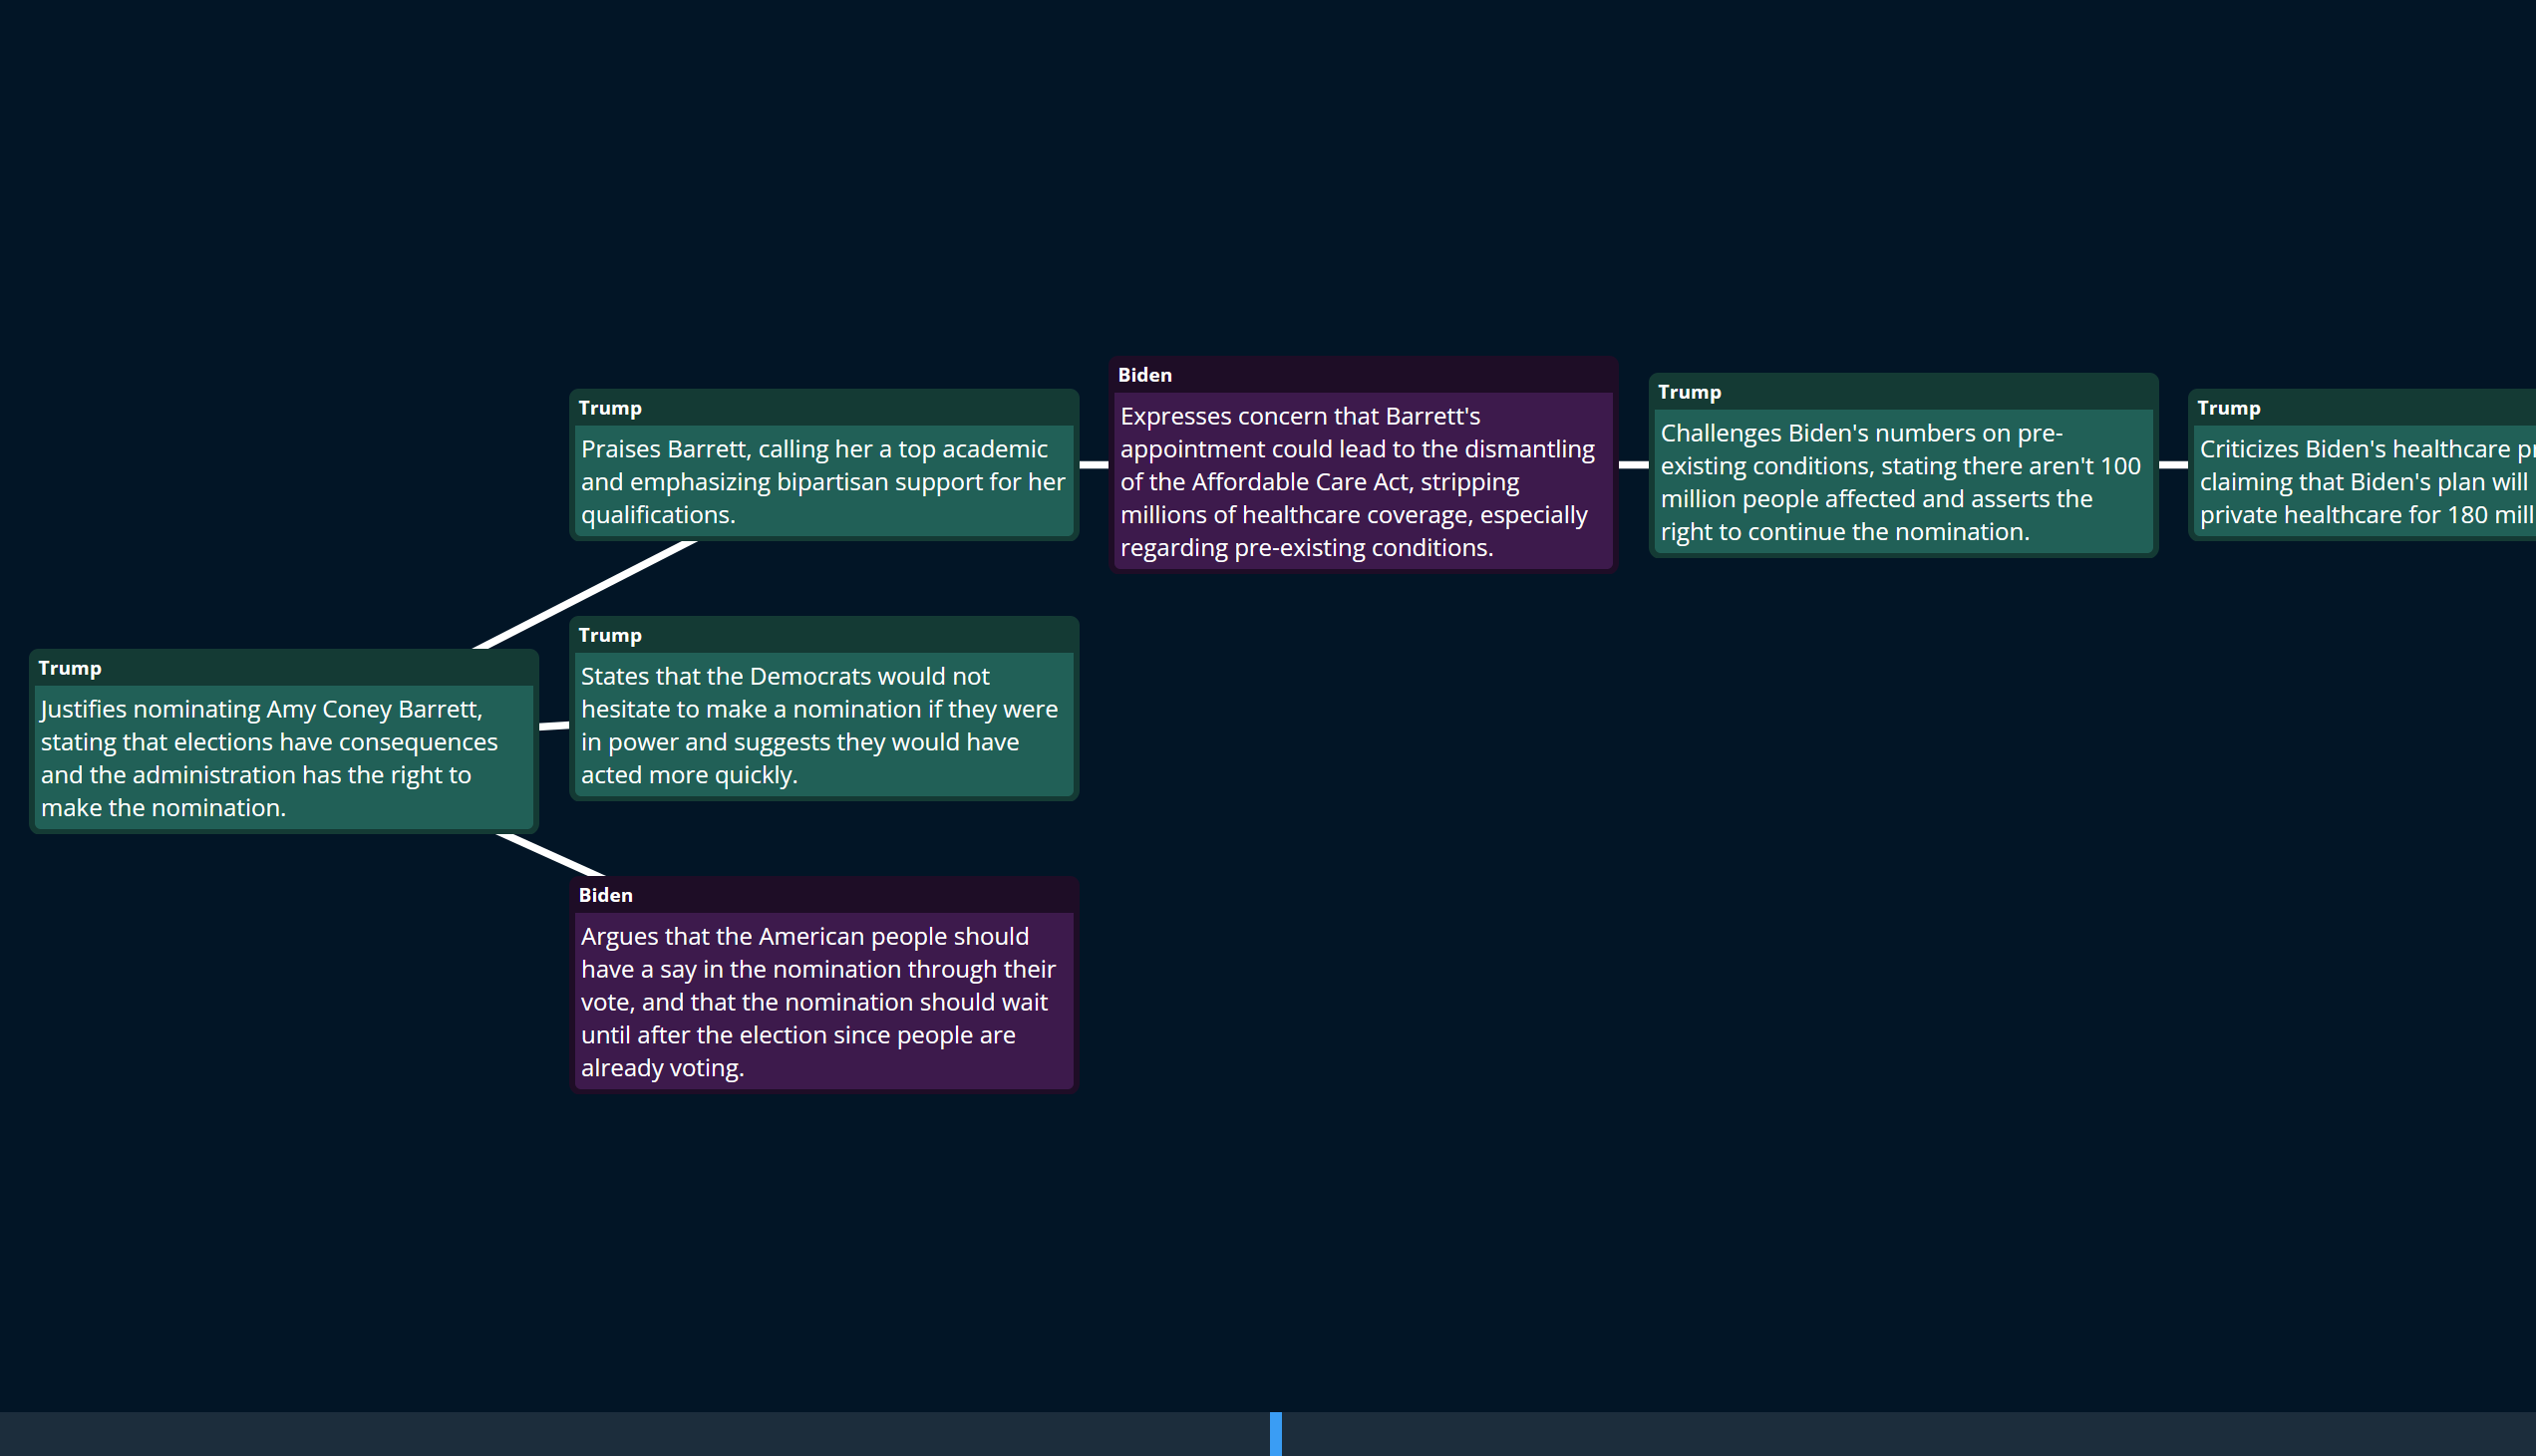 Trump
Justifies nominating Amy Coney Barrett,
stating that elections have consequences
and the administration has the right to
make the nomination.
Trump
Praises Barrett, calling her a top academic
and emphasizing bipartisan support for her
qualifications.
Trump
States that the Democrats would not
hesitate to make a nomination if they were
in power and suggests they would have
acted more quickly.
Biden
Argues that the American people should
have a say in the nomination through their
vote, and that the nomination should wait
until after the election since people are
already voting.
Biden
Expresses concern that Barrett's
appointment could lead to the dismantling
of the Affordable Care Act, stripping
millions of healthcare coverage, especially
regarding pre-existing conditions.
Trump
Challenges Biden's numbers on pre-
existing conditions, stating there aren't 100
million people affected and asserts the
right to continue the nomination.
Trump
Criticizes Biden's healthcare
claiming that Biden's plan will
private healthcare for 180